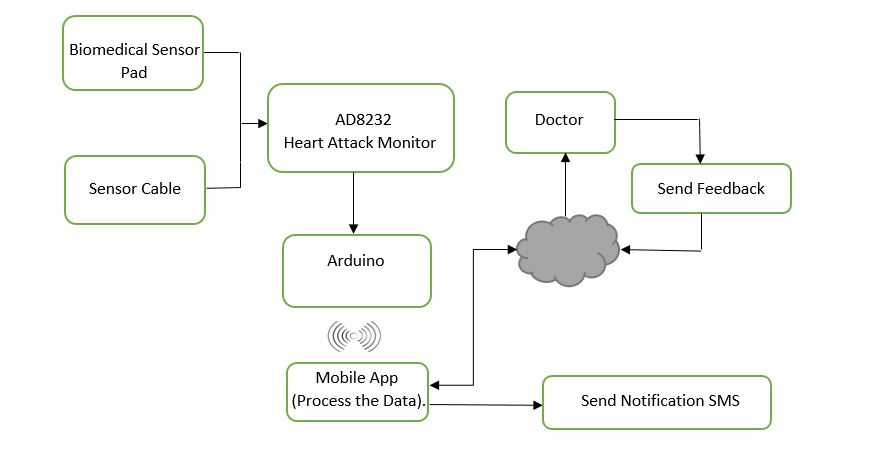 Biomedical Sensor
Pad
AD8232
Heart Attack Monitor
Sensor Cable
Arduino
Doctor
Send Feedback
Mobile App
(Process the Data).
Send Notification SMS